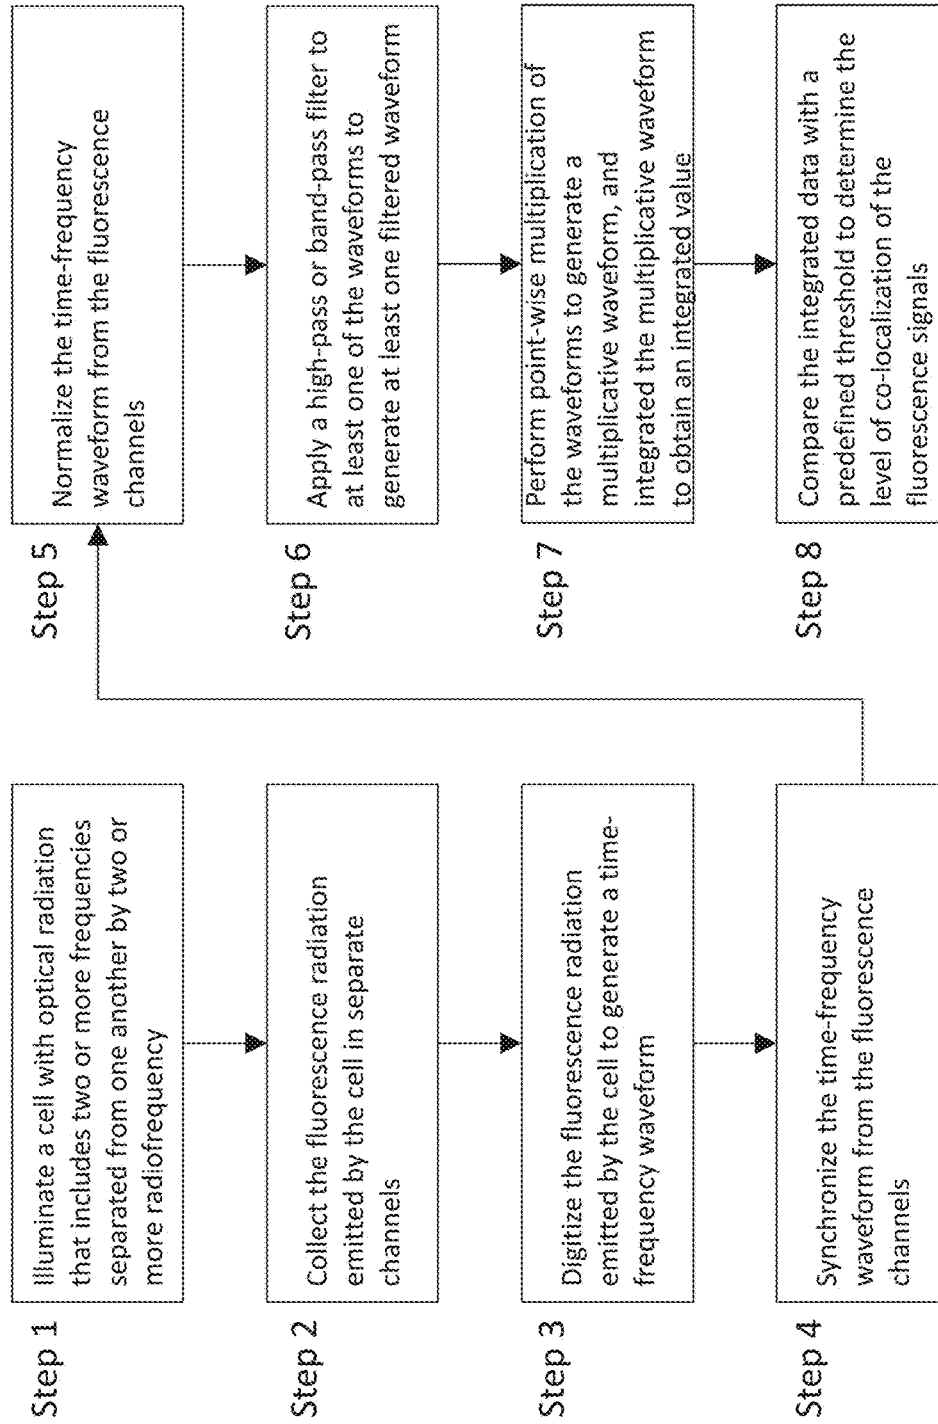 Step 1
Illuminate a cell with optical radiation
that includes two or more frequencies
separated from one another by two or
more radiofrequency
Step 2
Collect the fluorescence radiation
emitted by the cell in separate
channels
Step 3
Digitize the fluorescence radiation
emitted by the cell to generate a time-
frequency waveform
Step 4
Synchronize the time-frequency
waveform from the fluorescence
channels
Step 5
Normalize the time-frequency
waveform from the fluorescence
channels
Step 6
Apply a high-pass or band-pass filter to
at least one of the waveforms to
generate at least one filtered waveform
Step 7
Perform point-wise multiplication of
the waveforms to generate a
multiplicative waveform, and
integrated the multiplicative waveform
to obtain an integrated value
Step 8
Compare the integrated data with a
predefined threshold to determine the
level of co-localization of the
fluorescence signals